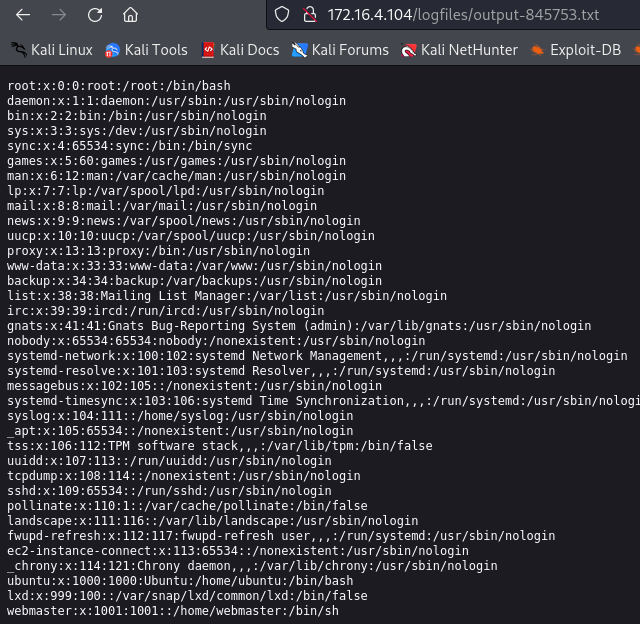 172.16.4.104/logfiles/output-845753.txt
Kali Linux Kali Tools Kali Docs Kali Forums Kali NetHunter Exploit-DB
root:x:0:0:root:/root:/bin/bash
daemon:x:1:1:daemon:/usr/sbin:/usr/sbin/nologin
bin:x:2:2:bin:/bin:/usr/sbin/nologin
sys:x:3:3:sys:/dev:/usr/sbin/nologin
sync:x:4:65534:sync:/bin:/bin/sync
games:x:5:60:games:/usr/games:/usr/sbin/nologin
man:x:6:12:man:/var/cache/man:/usr/sbin/nologin
lp:x:7:7:lp:/var/spool/lpd:/usr/sbin/nologin
mail:x:8:8:mail:/var/mail:/usr/sbin/nologin
news:x:9:9:news:/var/spool/news:/usr/sbin/nologin
uucp:x:10:10:uucp:/var/spool/uucp:/usr/sbin/nologin
proxy:x:13:13:proxy:/bin:/usr/sbin/nologin
www-data:x:33:33:www-data:/var/www:/usr/sbin/nologin
backup:x:34:34:backup:/var/backups:/usr/sbin/nologin
list:x:38:38:Mailing List Manager:/var/list:/usr/sbin/nologin
irc:x:39:39:ircd:/run/ircd:/usr/sbin/nologin
gnats:x:41:41:Gnats Bug-Reporting System (admin):/var/lib/gnats:/usr/sbin/nologin
nobody:x:65534:65534:nobody:/nonexistent:/usr/sbin/nologin
systemd-network:x:100:102:systemd Network Management,,,:/run/systemd:/usr/sbin/nologin
systemd-resolve:x:101:103:systemd Resolver,,,:/run/systemd:/usr/sbin/nologin
messagebus:x:102:105::/nonexistent:/usr/sbin/nologin
systemd-timesync:x:103:106:systemd Time Synchronization,,,:/run/systemd:/usr/sbin/nologi
syslog:x:104:111::/home/syslog:/usr/sbin/nologin
_apt:x:105:65534::/nonexistent:/usr/sbin/nologin
tss:x:106:112:TPM software stack,,,:/var/lib/tpm:/bin/false
uuidd:x:107:113::/run/uuidd:/usr/sbin/nologin
tcpdump:x:108:114::/nonexistent:/usr/sbin/nologin
sshd:x:109:65534::/run/sshd:/usr/sbin/nologin
pollinate:x:110:1::/var/cache/pollinate:/bin/false
landscape:x:111:116::/var/lib/landscape:/usr/sbin/nologin
fwupd-refresh:x:112:117:fwupd-refresh user,,,:/run/systemd:/usr/sbin/nologin
ec2-instance-connect:x:113:65534::/nonexistent:/usr/sbin/nologin
_chrony:x:114:121:Chrony daemon,,,:/var/lib/chrony:/usr/sbin/nologin
ubuntu:x:1000:1000:Ubuntu:/home/ubuntu:/bin/bash
lxd:x:999:100::/var/snap/lxd/common/lxd:/bin/false
webmaster:x:1001:1001::/home/webmaster:/bin/sh